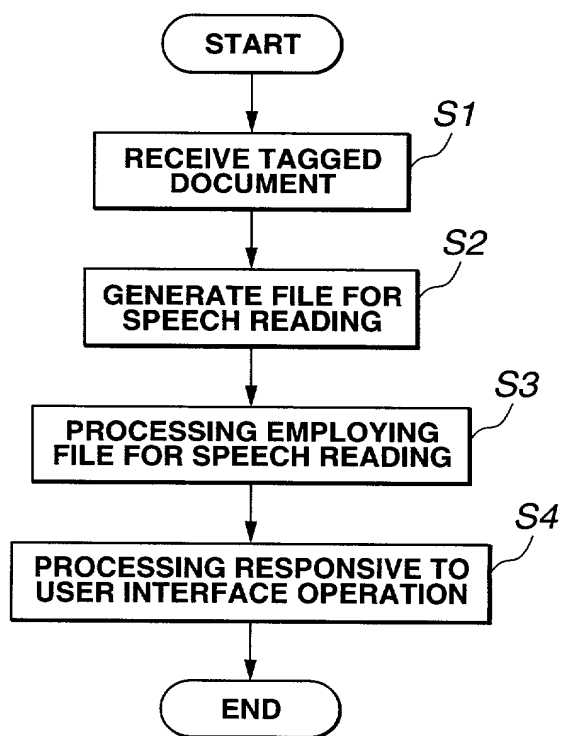 START
S1
RECEIVE TAGGED
DOCUMENT
S2
GENERATE FILE FOR
SPEECH READING
S3
PROCESSING EMPLOYING
FILE FOR SPEECH READING
S4
PROCESSING RESPONSIVE TO
USER INTERFACE OPERATION
END